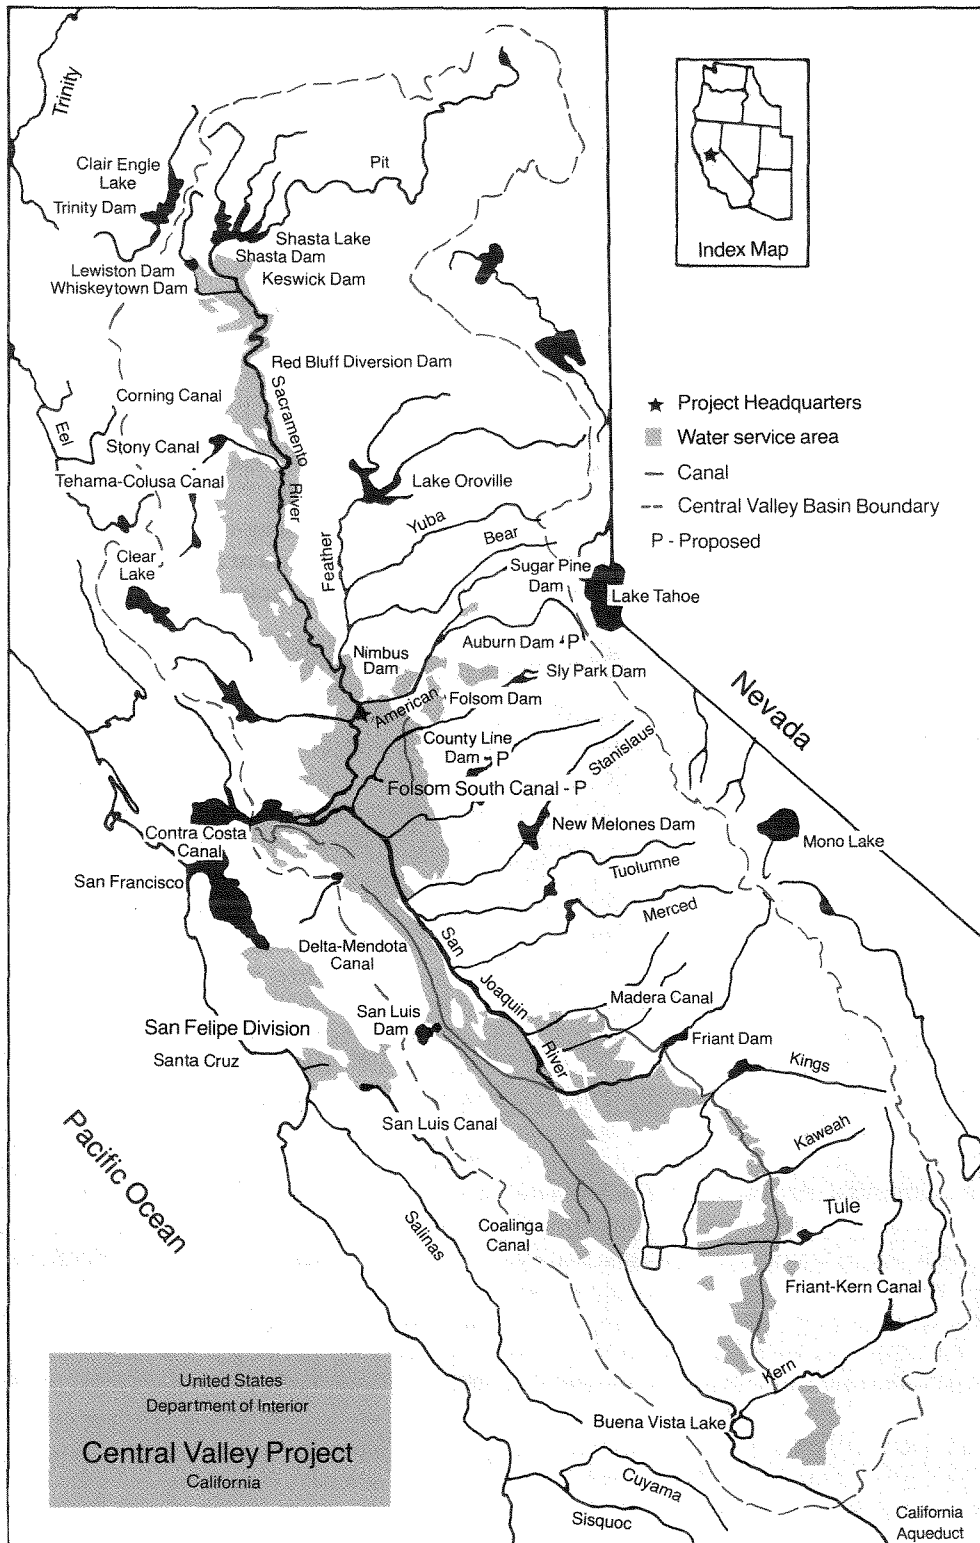 Trinity
Clair Engle
Lake
Trinity Dam
Pit
Shasta Lake
Shasta Dam
Lewiston Dam
Whiskeytown Dam
Keswick Dam
Index Map
Red Bluff Diversion Dam
Corning Canal
Sacramento
River
Eel
Stony Canal
Tehama-Colusa Canal
Lake Oroville
★ Project Headquarters
Water service area
Canal
Central Valley Basin Boundary
P - Proposed
Feather
Yuba
Bear
Clear
Lake
Sugar Pine
Dam
Lake Tahoe
Nimbus
Dam
Auburn Dam - P
Sly Park Dam
American
Folsom Dam
Nevada
County Line
Dam - P
Stanislaus
Folsom South Canal - P
New Melones Dam
Mono Lake
Contra Costa
Canal
San Francisco
Tuolumne
Merced
Delta-Mendota
Canal
San
Joaquin
River
Madera Canal
San Luis
Dam
San Felipe Division
Friant Dam
Santa Cruz
Kings
San Luis Canal
Kaweah
Pacific Ocean
Salinas
Coalinga
Canal
Tule
Friant-Kern Canal
Kern
Buena Vista Lake
United States
Department of Interior
Central Valley Project
California
Cuyama
Sisquoc
California
Aqueduct